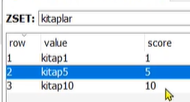 ZSET: kitaplar
row value score
1 kitap1 1
2 kitap5 5
3 kitap10 10